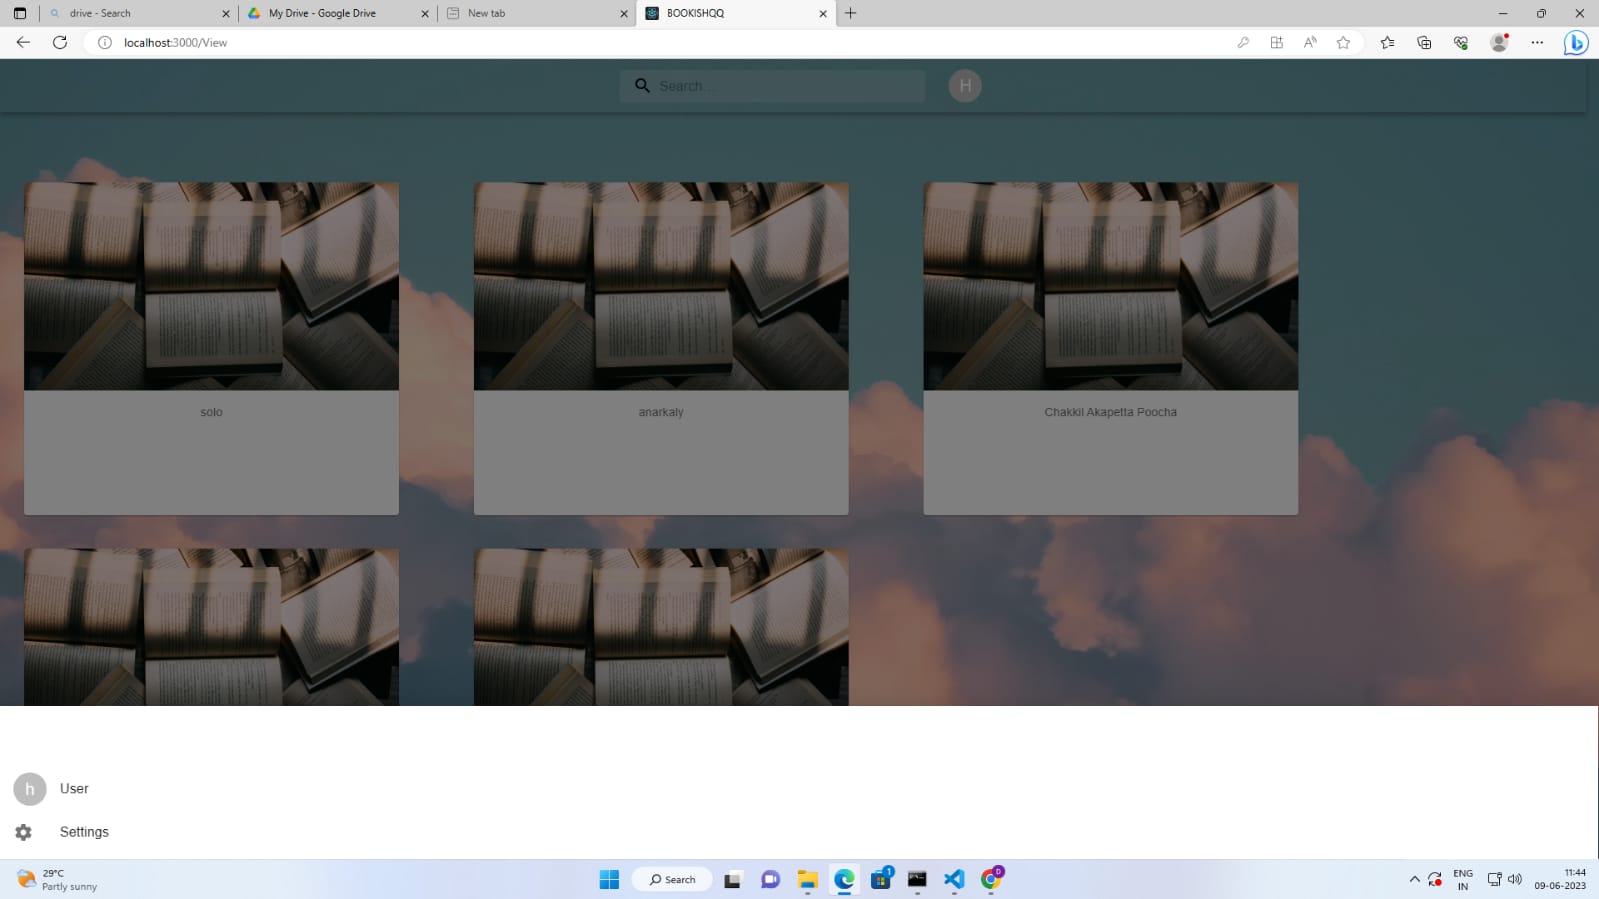 drive - Search
My Drive - Google Drive
New tab
BOOKISHQQ
localhost:3000/View
Search...
H
solo
anarkaly
Chakkil Akapetta Poocha
h
User
Settings
29°C
Partly sunny
Search
1
D
ENG
IN
11:44
09-06-2023